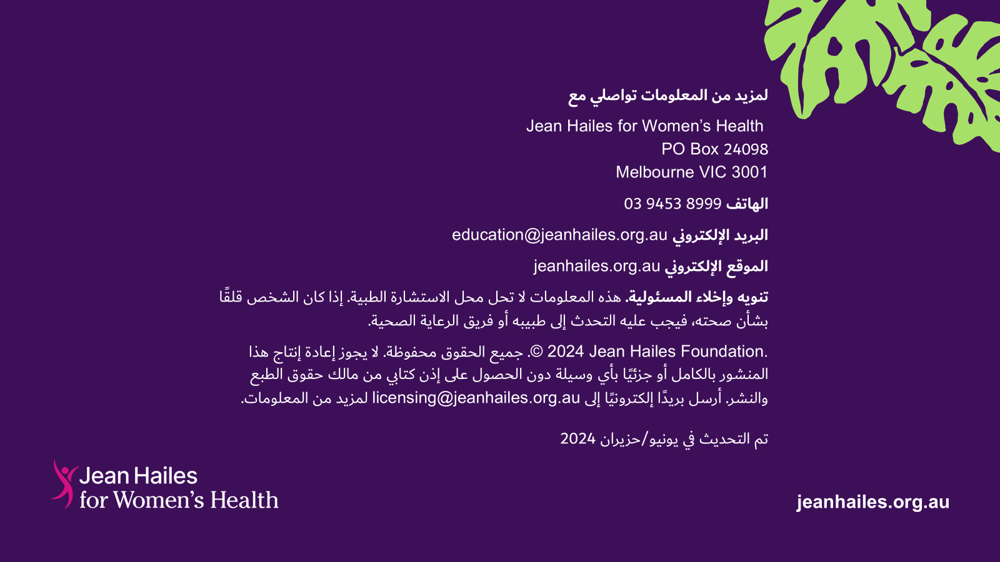 لمزيد من المعلومات تواصلي مع
Jean Hailes for Women’s Health
PO Box 24098
Melbourne VIC 3001
الهاتف 03 9453 8999
البريد الإلكتروني education@jeanhailes.org.au
الموقع الإلكتروني jeanhailes.org.au
تنويه وإخلاء المسئولية. هذه المعلومات لا تحل محل الاستشارة الطبية. إذا كان الشخص قلقًا
بشأن صحته، فيجب عليه التحدث إلى طبيبه أو فريق الرعاية الصحية.
© 2024 Jean Hailes Foundation.. جميع الحقوق محفوظة. لا يجوز إعادة إنتاج هذا
المنشور بالكامل أو جزئيًا بأي وسيلة دون الحصول على إذن كتابي من مالك حقوق الطبع
والنشر. أرسل بريدًا إلكترونيًا إلى licensing@jeanhailes.org.au لمزيد من المعلومات.
تم التحديث في يونيو/حزيران 2024
Jean Hailes
for Women’s Health
jeanhailes.org.au